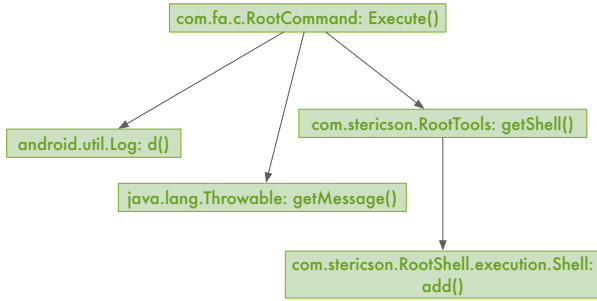 com.fa.c.RootCommand: Execute()
com.stericson.RootTools: getShell()
android.util.Log: d()
java.lang.Throwable: getMessage()
com.stericson.RootShell.execution.Shell:
add()